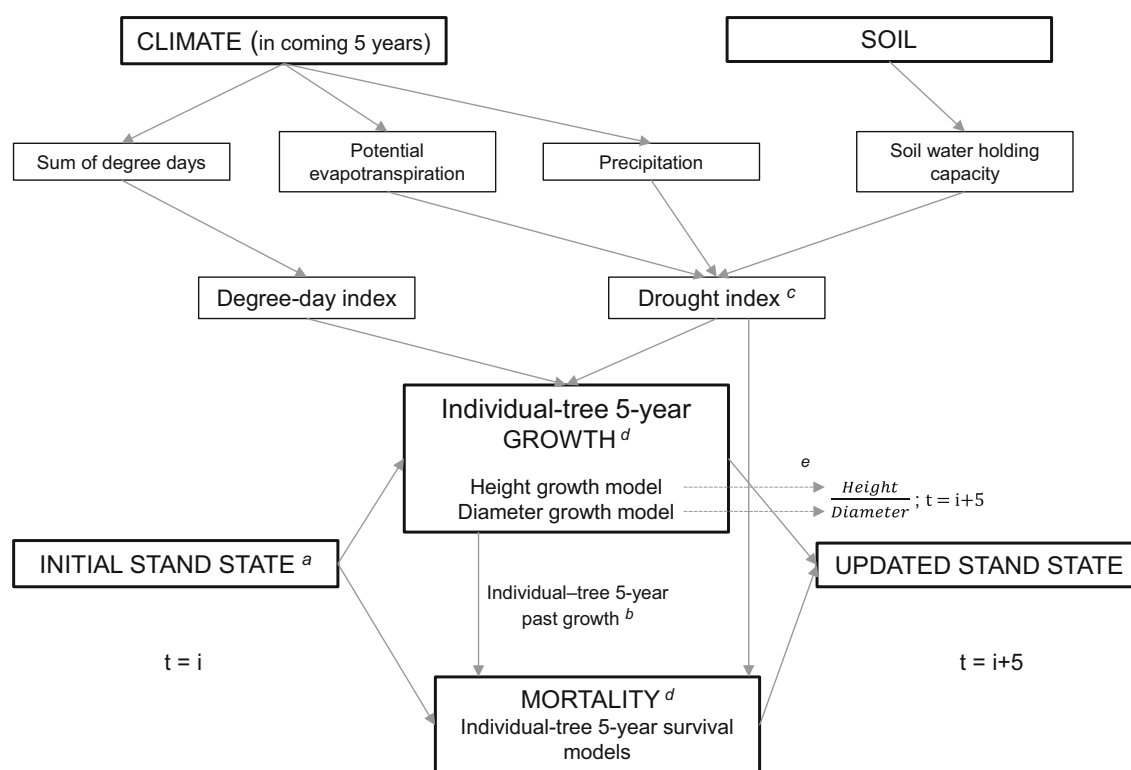 CLIMATE (in coming 5 years)
SOIL
Sum of degree days
Potential
evapotranspiration
Precipitation
Soil water holding
capacity
Degree-day index
Drought index c
Individual-tree 5-year
GROWTH d
Height growth model
Diameter growth model
e
Height
Diameter ; t = i+5
INITIAL STAND STATE a
UPDATED STAND STATE
Individual–tree 5-year
past growth b
t = i
t = i+5
MORTALITY d
Individual-tree 5-year survival
models